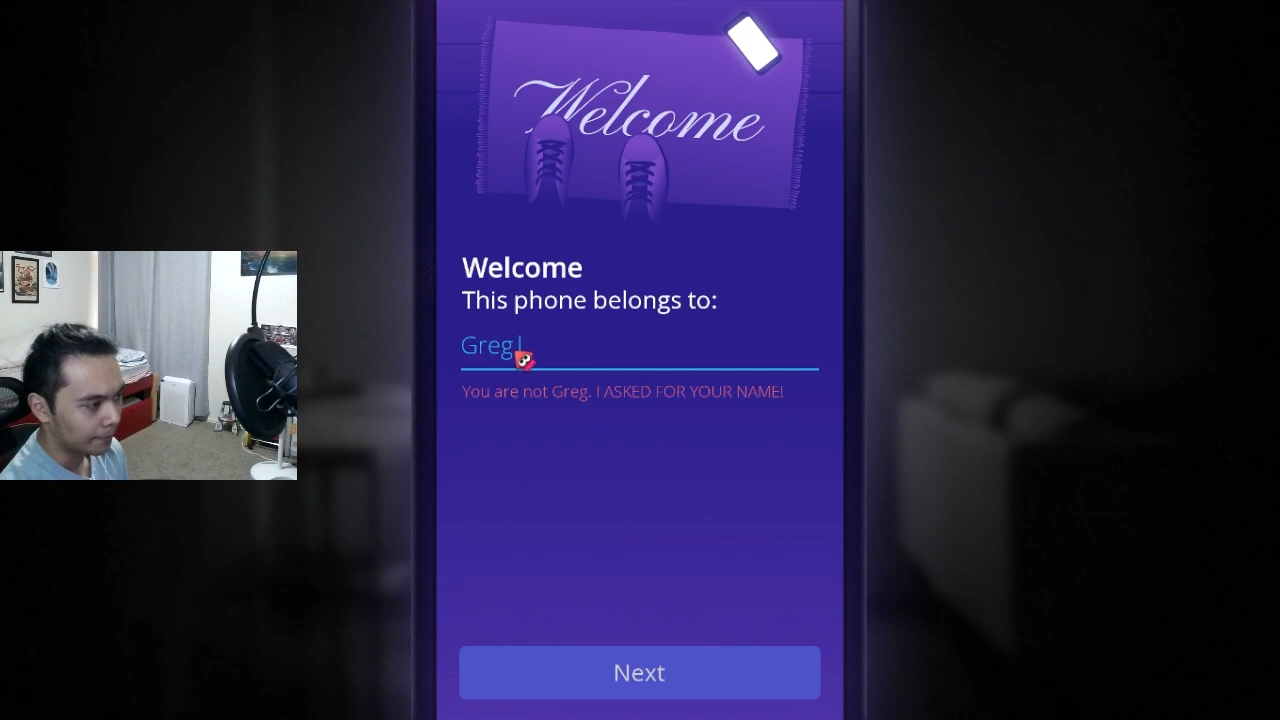 Welcome
Welcome
This phone belongs to:
Greg
You are not Greg. I ASKED FOR YOUR NAME!
Next